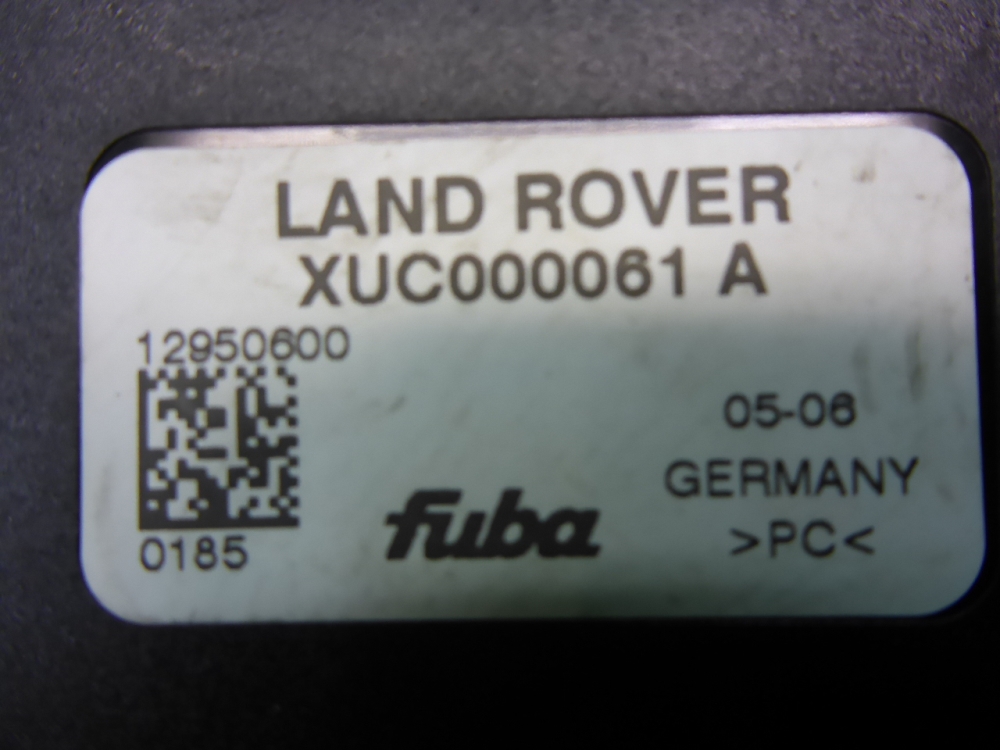 LAND ROVER
XUC000061 A
12950600
0185
fuba
05-06
GERMANY
>PC<